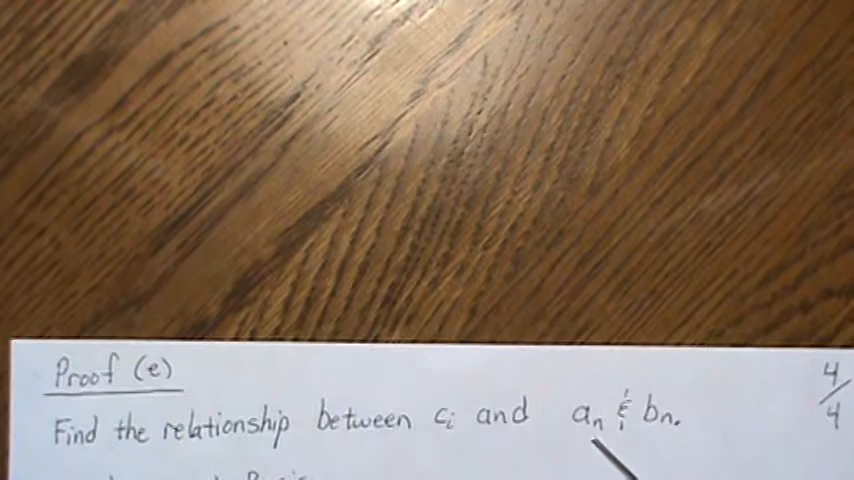 Proof (e)
4/4
Find the relationship between cᵢ and aₙ & bₙ.